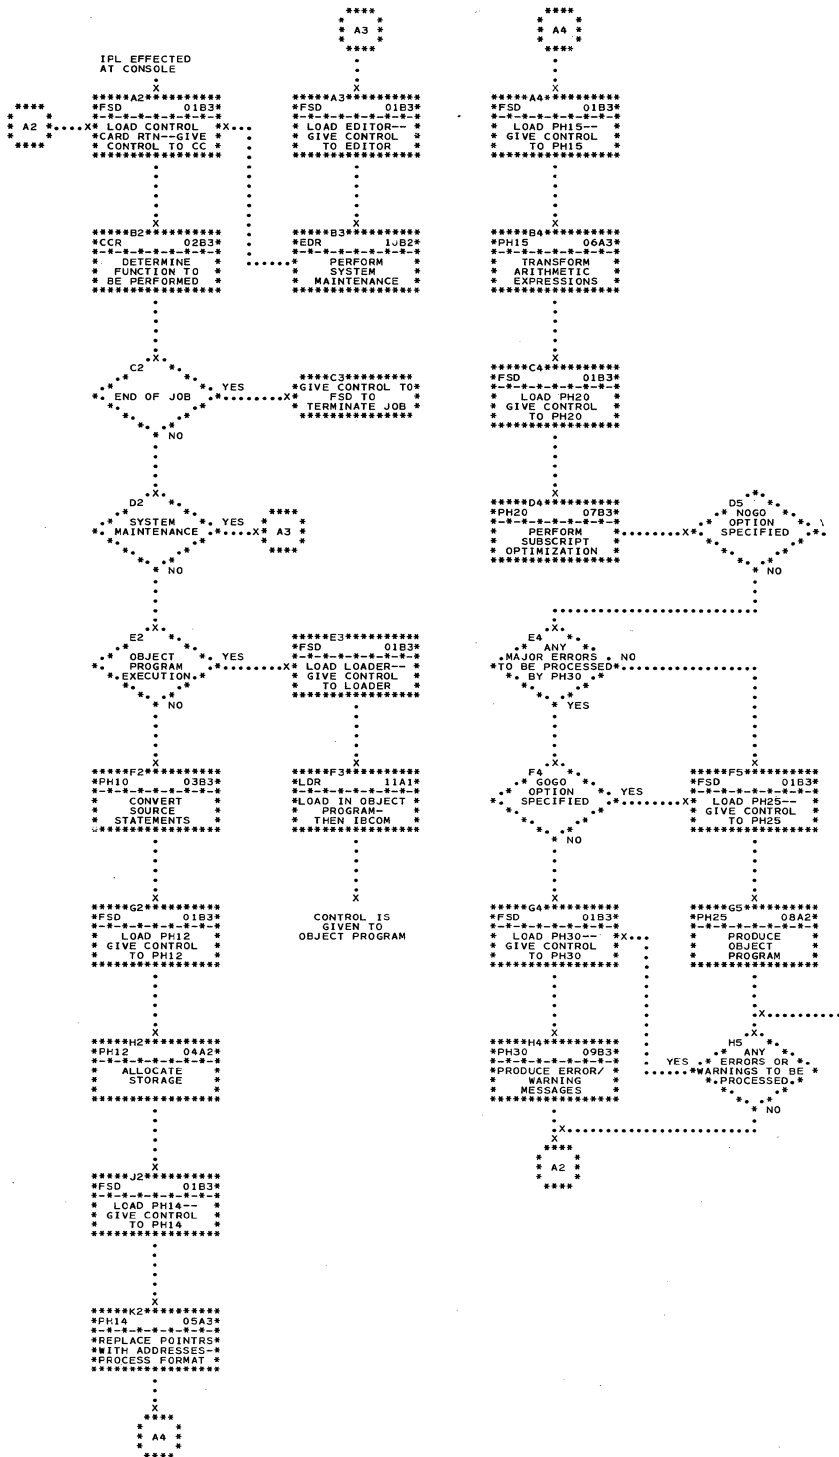 A3
A4
IPL EFFECTED
AT CONSOLE
A2
A2
FSD 01B3
LOAD CONTROL
CARD RTN--GIVE
CONTROL TO CC
A3
FSD 01B3
LOAD EDITOR--
GIVE CONTROL
TO EDITOR
A4
FSD 01B3
LOAD PH15--
GIVE CONTROL
TO PH15
B2
CCR 02B3
DETERMINE
FUNCTION TO
BE PERFORMED
B3
EDR
PERFORM
SYSTEM
MAINTENANCE
B4
PH15 06A3
TRANSFORM
ARITHMETIC
EXPRESSIONS
C2
END OF JOB
YES
NO
C3
GIVE CONTROL TO
FSD TO
TERMINATE JOB
C4
FSD 01B3
LOAD PH20
GIVE CONTROL
TO PH20
D2
SYSTEM
MAINTENANCE
YES
NO
A3
D4
PH20 07B3
PERFORM
SUBSCRIPT
OPTIMIZATION
D5
NOGO
OPTION
SPECIFIED
NO
E2
OBJECT
PROGRAM
EXECUTION
YES
NO
E3
FSD 01B3
LOAD LOADER--
GIVE CONTROL
TO LOADER
E4
ANY
MAJOR ERRORS
TO BE PROCESSED
BY PH30
NO
YES
F2
PH10 03B3
CONVERT
SOURCE
STATEMENTS
F3
LDR 11A1
LOAD IN OBJECT
PROGRAM-
THEN IBCOM
F4
GOGO
OPTION
SPECIFIED
YES
NO
F5
FSD 01B3
LOAD PH25--
GIVE CONTROL
TO PH25
G2
FSD 01B3
LOAD PH12
GIVE CONTROL
TO PH12
CONTROL IS
GIVEN TO
OBJECT PROGRAM
G4
FSD 01B3
LOAD PH30--
GIVE CONTROL
TO PH30
G5
PH25 08A2
PRODUCE
OBJECT
PROGRAM
H2
PH12 04A2
ALLOCATE
STORAGE
H4
PH30 09B3
PRODUCE ERROR/
WARNING
MESSAGES
H5
ANY
ERRORS OR
WARNINGS TO BE
PROCESSED
YES
NO
A2
J2
FSD 01B3
LOAD PH14--
GIVE CONTROL
TO PH14
K2
PH14 05A3
REPLACE POINTRS
WITH ADDRESSES-
PROCESS FORMAT
A4